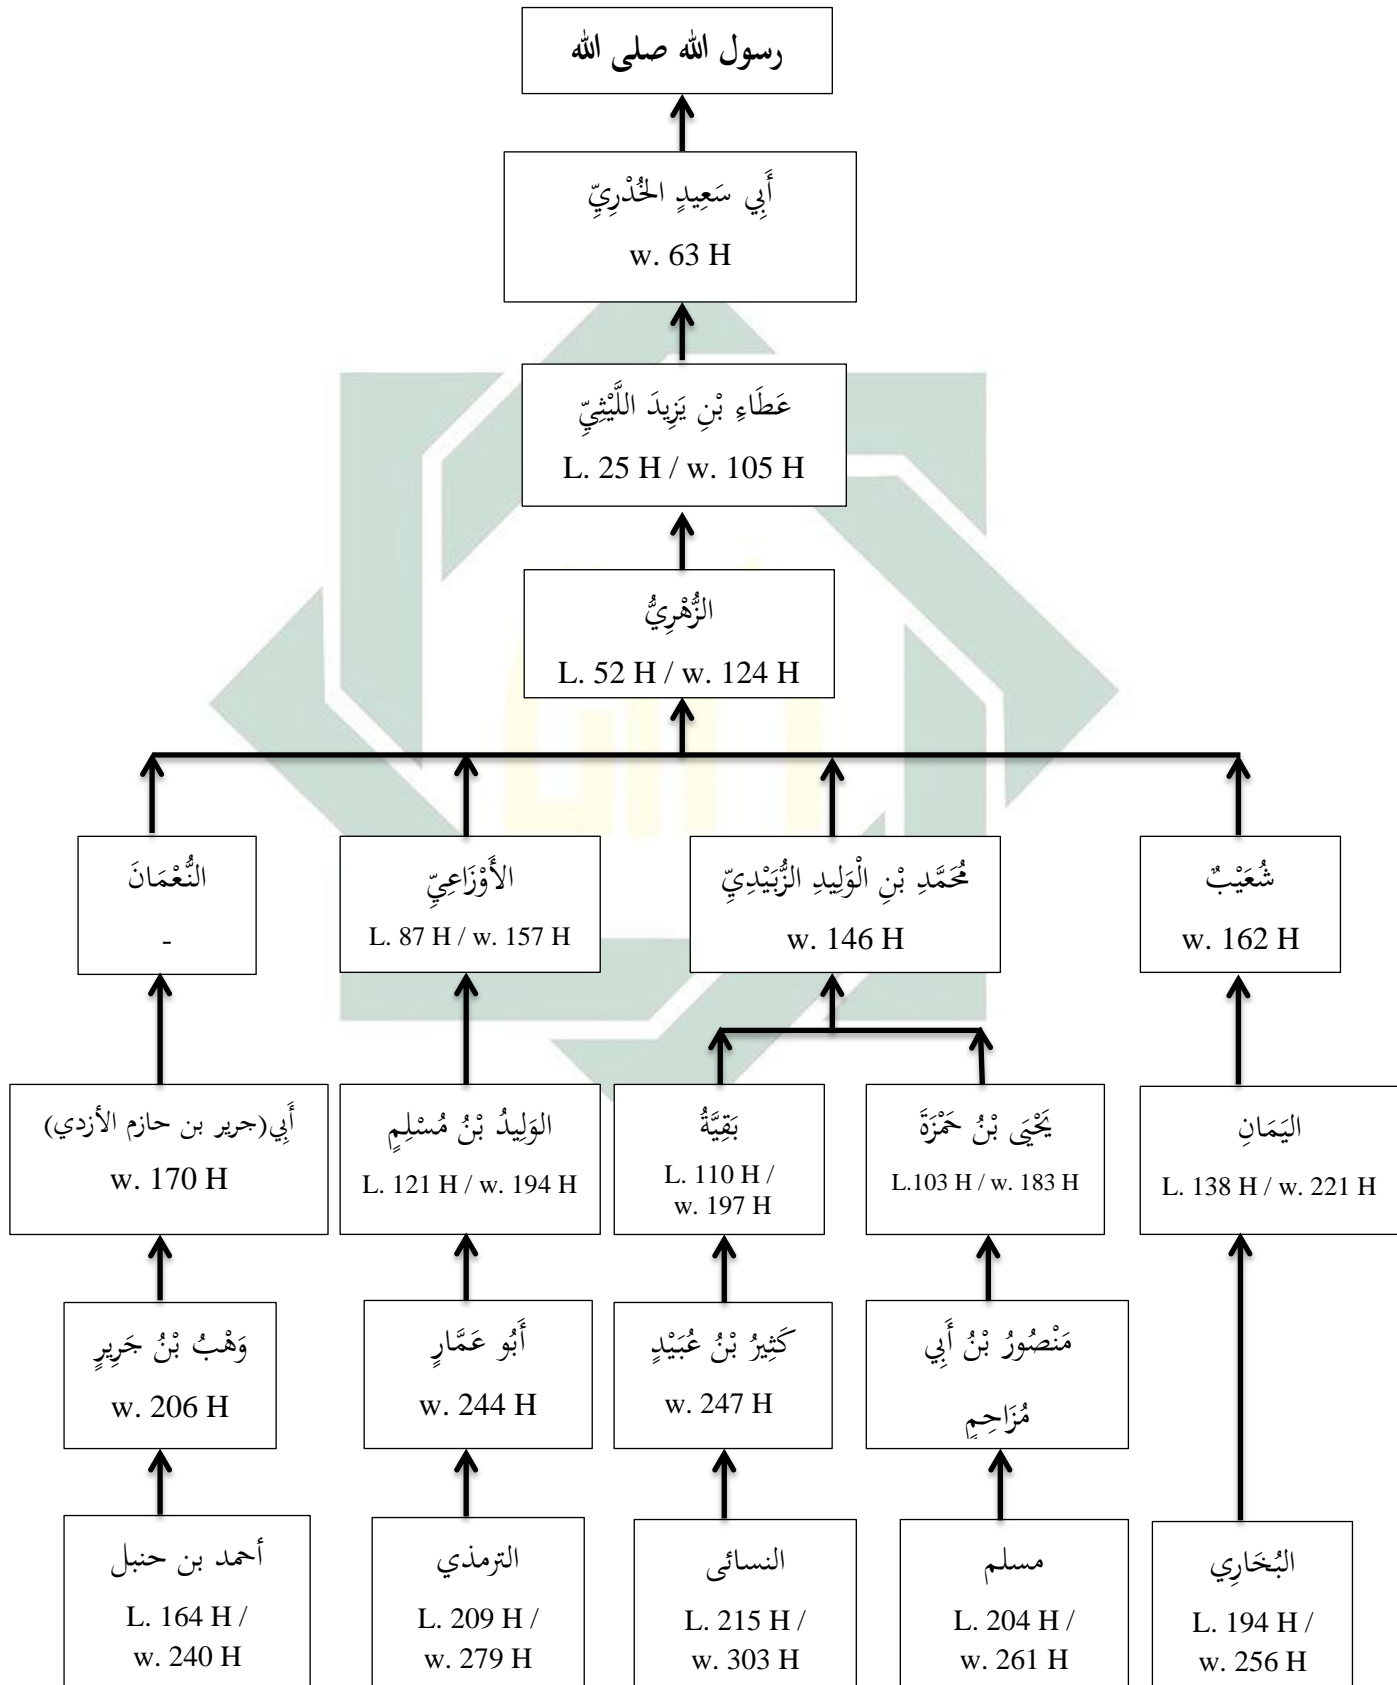 رسول الله صلى الله
أَبِي سَعِيدٍ الخُدْرِيِّ
w. 63 H
عَطَاءِ بْنِ يَزِيدَ اللَّيْثِيِّ
L. 25 H / w. 105 H
الزُّهْرِيُّ
L. 52 H / w. 124 H
النُّعْمَانَ
-
الأَوْزَاعِيِّ
L. 87 H / w. 157 H
مُحَمَّدِ بْنِ الْوَلِيدِ الزُّبَيْدِيِّ
w. 146 H
شُعَيْبٌ
w. 162 H
أَبِي(جرير بن حازم الأزدي)
w. 170 H
الوَلِيدُ بْنُ مُسْلِمٍ
L. 121 H / w. 194 H
بَقِيَّةُ
L. 110 H /
w. 197 H
يَحْيَى بْنُ حَمْزَةَ
L.103 H / w. 183 H
اليَمَانِ
L. 138 H / w. 221 H
وَهْبُ بْنُ جَرِيرٍ
w. 206 H
أَبُو عَمَّارٍ
w. 244 H
كَثِيرُ بْنُ عُبَيْدٍ
w. 247 H
مَنْصُورُ بْنُ أَبِي
مُزَاحِمٍ
أحمد بن حنبل
L. 164 H /
w. 240 H
الترمذي
L. 209 H /
w. 279 H
النسائى
L. 215 H /
w. 303 H
مسلم
L. 204 H /
w. 261 H
البُخَارِي
L. 194 H /
w. 256 H